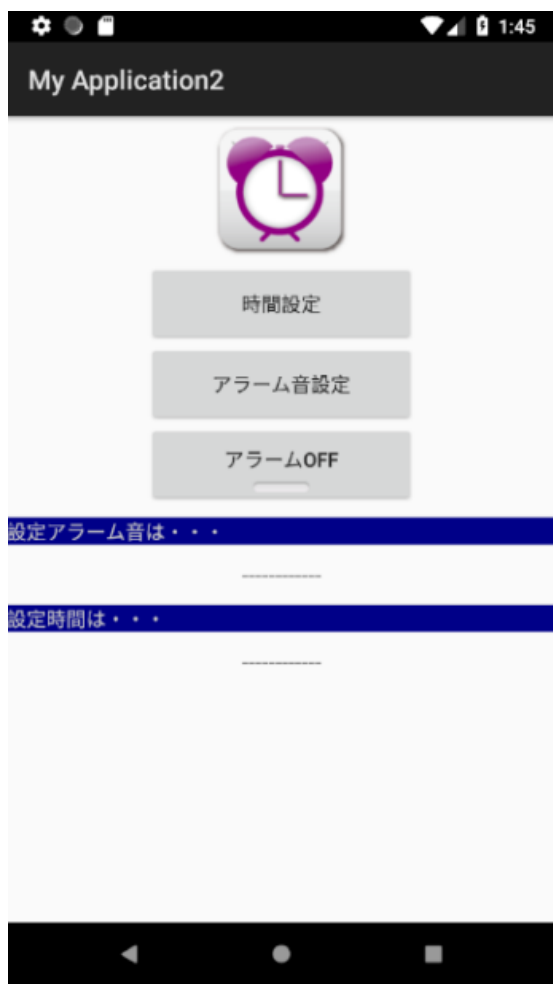 1:45
My Application2
時間設定
アラーム音設定
アラームOFF
設定アラーム音は・・・
------------
設定時間は・・・
------------